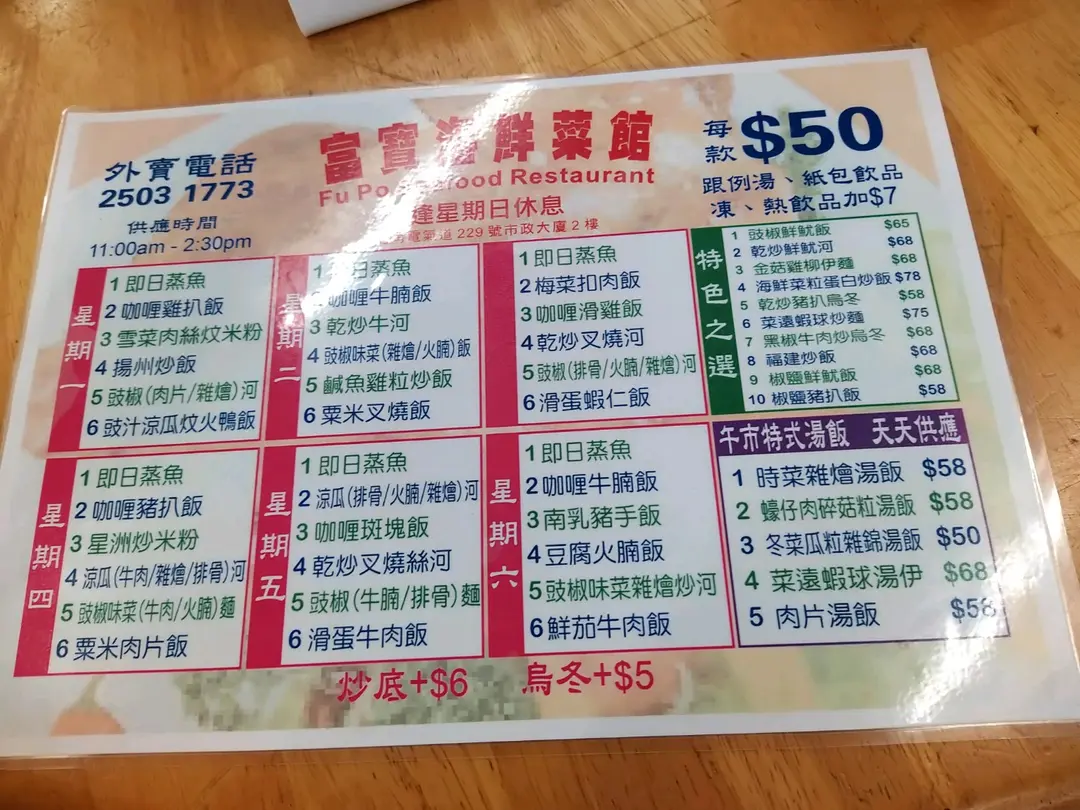 外賣電話
2503 1773
供應時間
11:00am - 2:30pm
富寶海鮮菜館
Fu Po Seafood Restaurant
逢星期日休息
電氣道 229 號市政大廈 2 樓
每款 $50
跟例湯、紙包飲品
凍、熱飲品加$7
星期一
1 即日蒸魚
2 咖喱雞扒飯
3 雪菜肉絲炆米粉
4 揚州炒飯
5 豉椒(肉片/雜燴)河
6 豉汁涼瓜炆火鴨飯
星期二
1 即日蒸魚
2 咖喱牛腩飯
3 乾炒牛河
4 豉椒味菜(雜燴/火腩)飯
5 鹹魚雞粒炒飯
6 粟米叉燒飯
1 即日蒸魚
2 梅菜扣肉飯
3 咖喱滑雞飯
4 乾炒叉燒河
5 豉椒(排骨/火腩/雜燴)河
6 滑蛋蝦仁飯
特色之選
1 豉椒鮮魷飯 $65
2 乾炒鮮魷河 $68
3 金菇雞柳伊麵 $68
4 海鮮菜粒蛋白炒飯 $78
5 乾炒豬扒烏冬 $58
6 菜遠蝦球炒麵 $75
7 黑椒牛肉炒烏冬 $68
8 福建炒飯 $68
9 椒鹽鮮魷飯 $68
10 椒鹽豬扒飯 $58
星期四
1 即日蒸魚
2 咖喱豬扒飯
3 星洲炒米粉
4 涼瓜(牛肉/雜燴/排骨)河
5 豉椒味菜(牛肉/火腩)麵
6 粟米肉片飯
星期五
1 即日蒸魚
2 涼瓜(排骨/火腩/雜燴)河
3 咖喱斑塊飯
4 乾炒叉燒絲河
5 豉椒(牛腩/排骨)麵
6 滑蛋牛肉飯
星期六
1 即日蒸魚
2 咖喱牛腩飯
3 南乳豬手飯
4 豆腐火腩飯
5 豉椒味菜雜燴炒河
6 鮮茄牛肉飯
午市特式湯飯 天天供應
1 時菜雜燴湯飯 $58
2 蠔仔肉碎菇粒湯飯 $58
3 冬菜瓜粒雜錦湯飯 $50
4 菜遠蝦球湯伊 $68
5 肉片湯飯 $58
炒底+$6 烏冬+$5